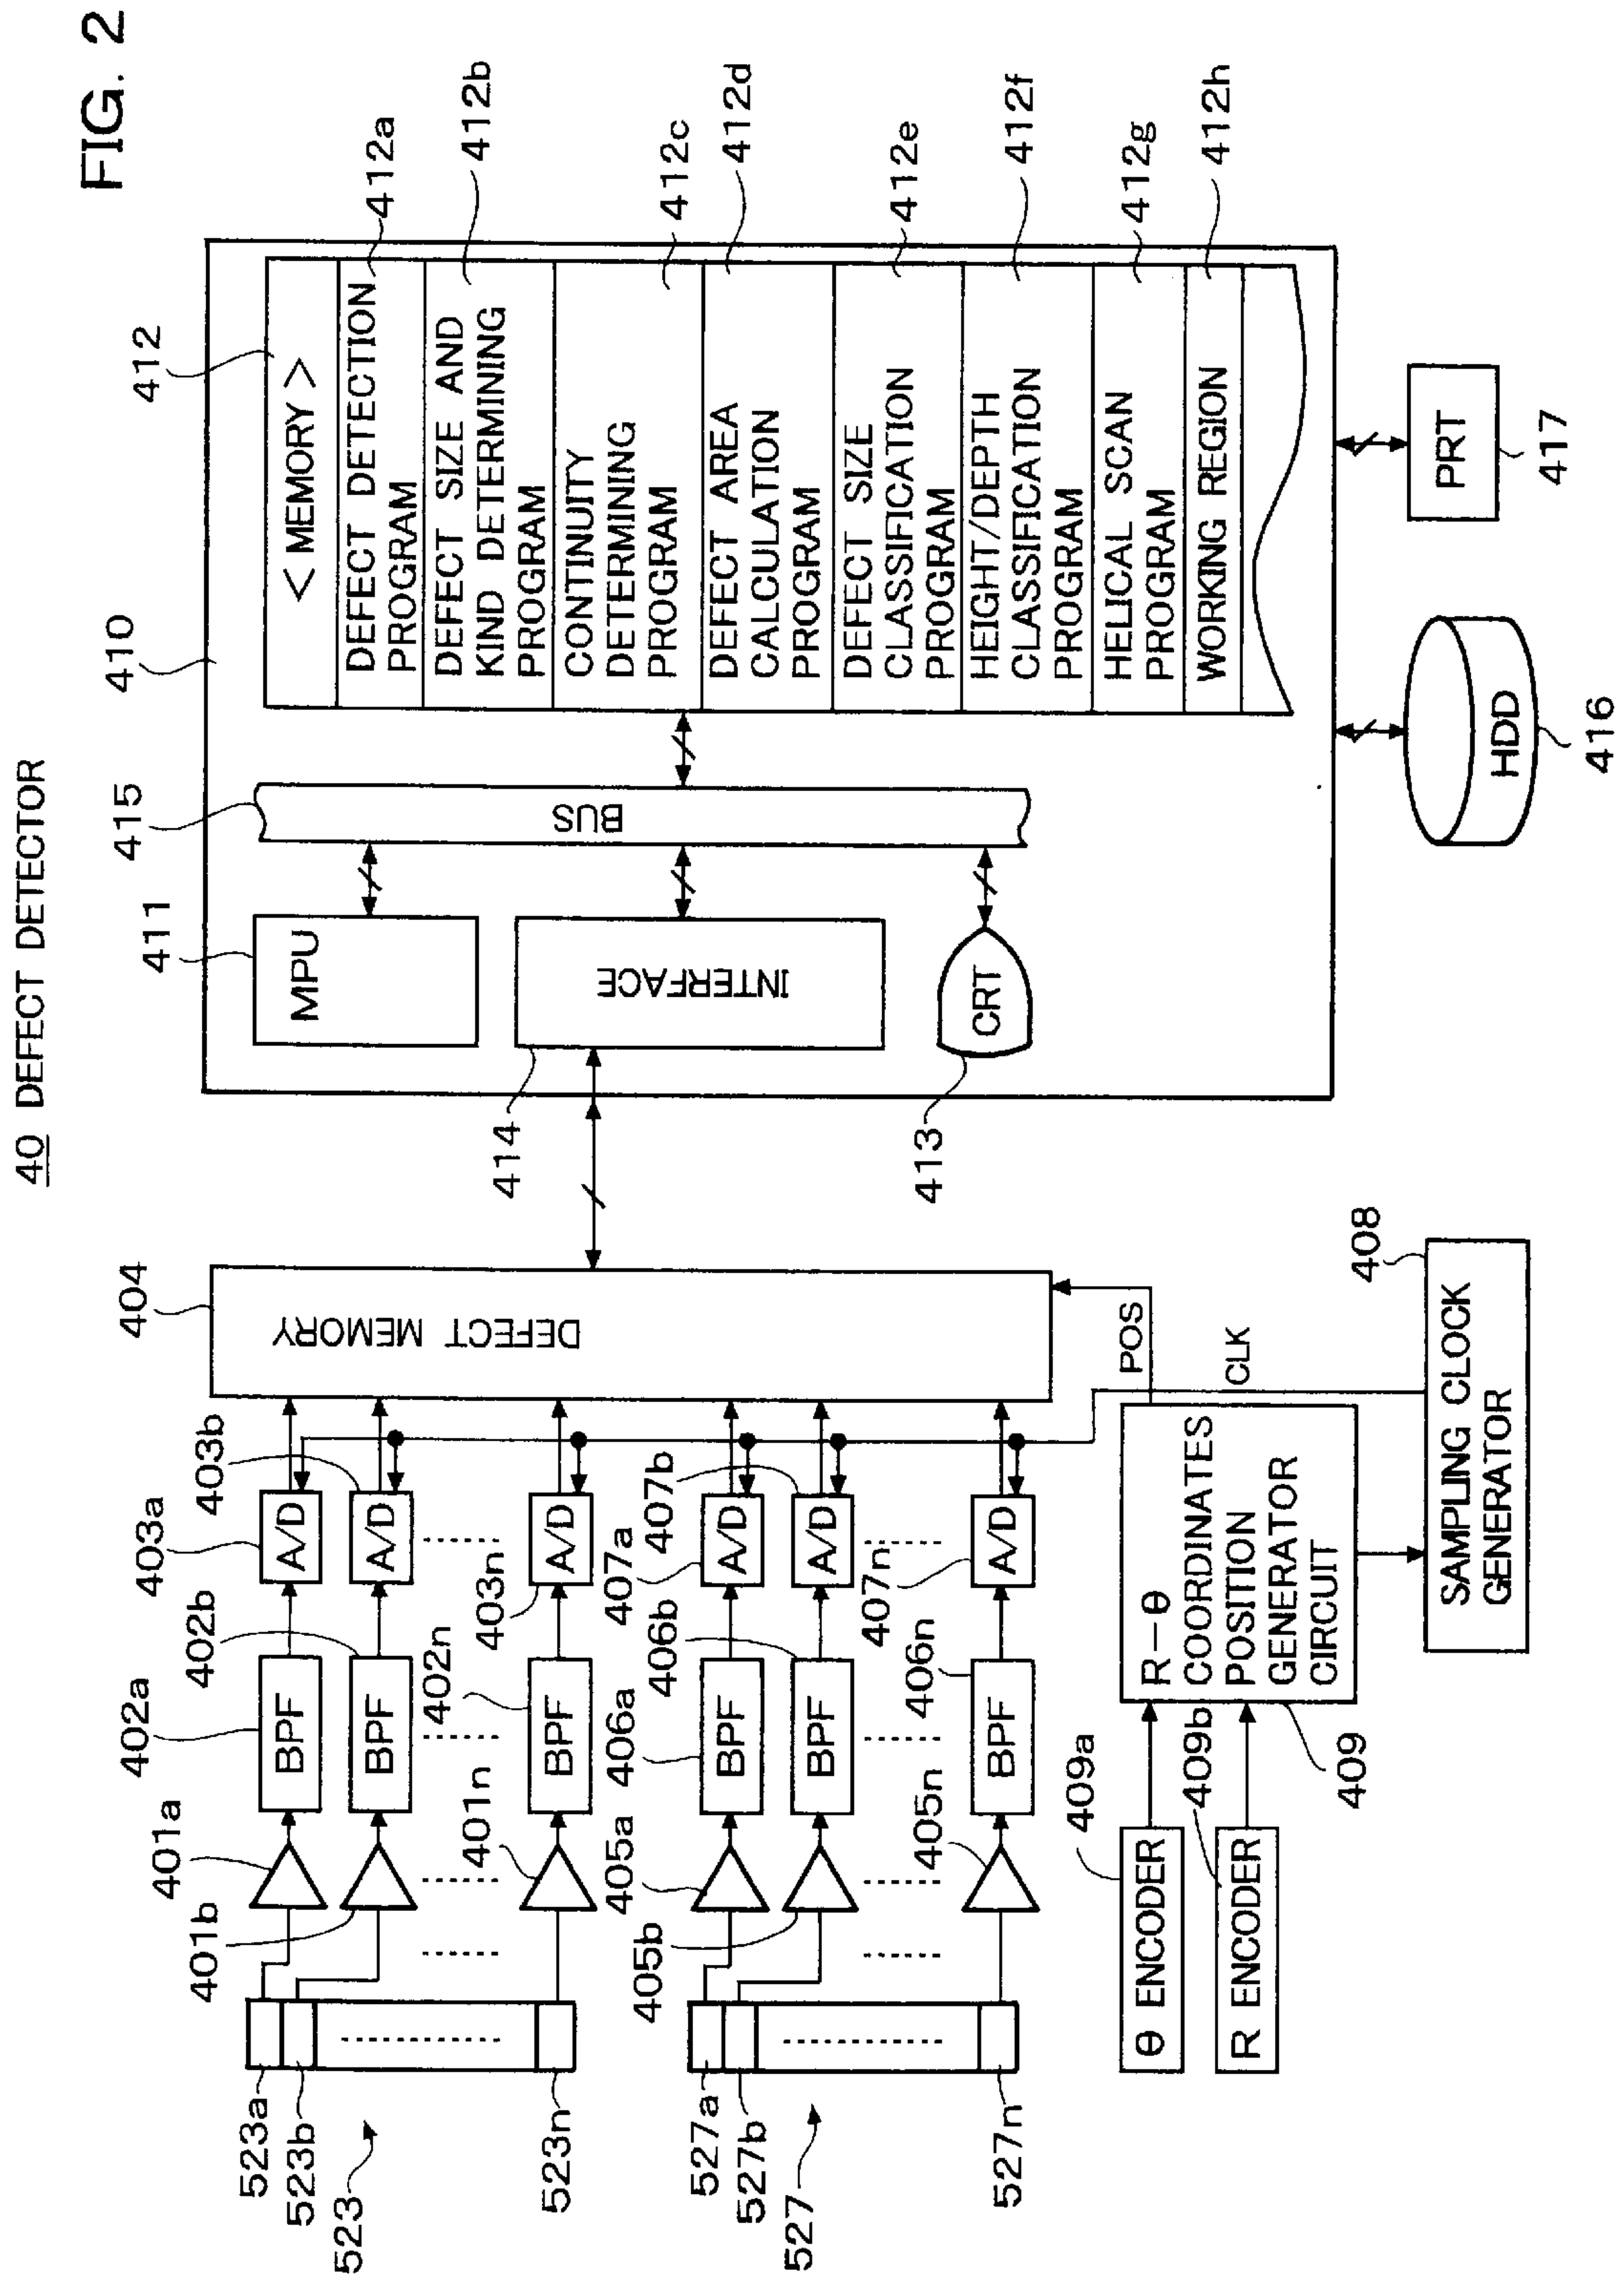 FIG. 2
40 DEFECT DETECTOR
410
412
< MEMORY >
DEFECT DETECTION
PROGRAM
412a
DEFECT SIZE AND
KIND DETERMINING
PROGRAM
412b
CONTINUITY
DETERMINING
PROGRAM
412c
DEFECT AREA
CALCULATION
PROGRAM
412d
DEFECT SIZE
CLASSIFICATION
PROGRAM
412e
HEIGHT/DEPTH
CLASSIFICATION
PROGRAM
412f
HELICAL SCAN
PROGRAM
412g
WORKING REGION
412h
415
BUS
411
MPU
INTERFACE
414
CRT
413
HDD
416
PRT
417
404
DEFECT MEMORY
403a
A/D
403b
A/D
403n
A/D
407a
A/D
407b
A/D
407n
A/D
402a
BPF
402b
BPF
402n
BPF
406a
BPF
406b
BPF
406n
BPF
401a
401b
401n
405a
405b
405n
523a
523b
523n
523
527a
527b
527n
527
POS
CLK
R-θ
COORDINATES
POSITION
GENERATOR
CIRCUIT
409
θ ENCODER
409a
R ENCODER
409b
408
SAMPLING CLOCK
GENERATOR